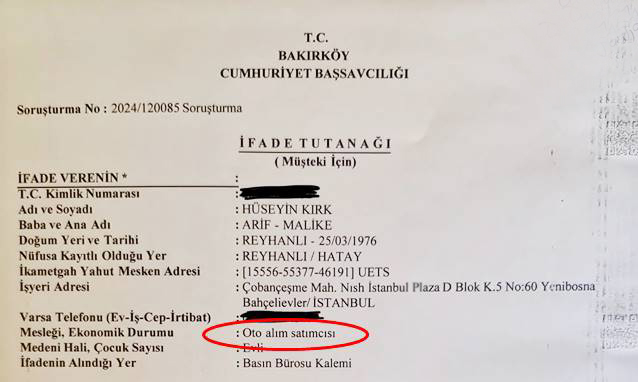 T.C.
BAKIRKÖY
CUMHURİYET BAŞSAVCILIĞI
Soruşturma No : 2024/120085 Soruşturma
İFADE TUTANAĞI
( Müşteki İçin)
İFADE VERENİN * :
T.C. Kimlik Numarası :
Adı ve Soyadı : HÜSEYİN KIRK
Baba ve Ana Adı : ARİF - MALİKE
Doğum Yeri ve Tarihi : REYHANLI - 25/03/1976
Nüfusa Kayıtlı Olduğu Yer : REYHANLI / HATAY
İkametgah Yahut Mesken Adresi : [15556-55377-46191] UETS
İşyeri Adresi : Çobançeşme Mah. Nısh İstanbul Plaza D Blok K.5 No:60 Yenibosna
Bahçelievler/ İSTANBUL
Varsa Telefonu (Ev-İş-Cep-İrtibat) :
Mesleği, Ekonomik Durumu : Oto alım satımcısı
Medeni Hali, Çocuk Sayısı : Evli
İfadenin Alındığı Yer : Basın Bürosu Kalemi